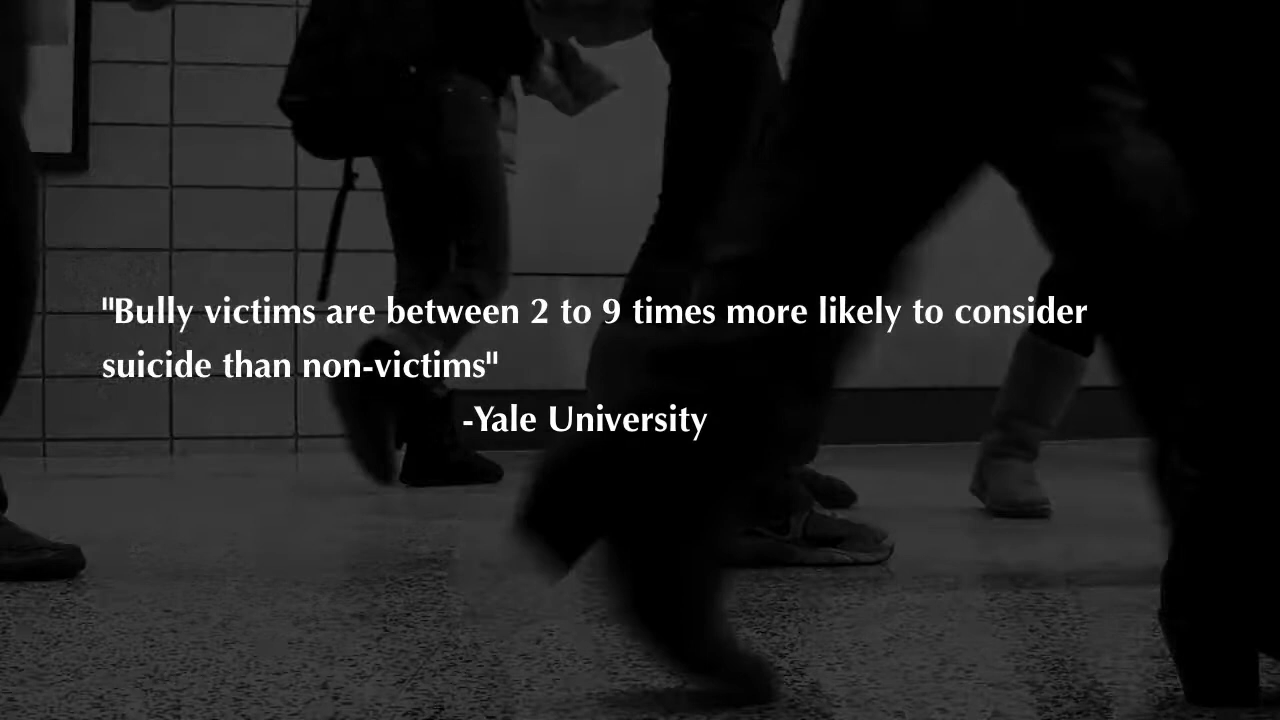 "Bully victims are between 2 to 9 times more likely to consider
suicide than non-victims"
-Yale University